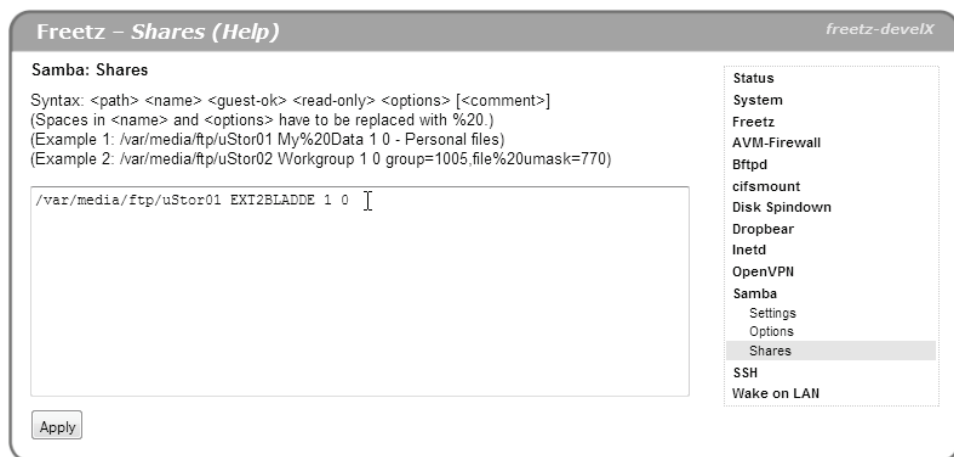 Freetz – Shares (Help)
freetz-develX
Samba: Shares
Syntax: <path> <name> <guest-ok> <read-only> <options> [<comment>]
(Spaces in <name> and <options> have to be replaced with %20.)
(Example 1: /var/media/ftp/uStor01 My%20Data 1 0 - Personal files)
(Example 2: /var/media/ftp/uStor02 Workgroup 1 0 group=1005,file%20umask=770)
/var/media/ftp/uStor01 EXT2BLADDE 1 0
Apply
Status
System
Freetz
AVM-Firewall
Bftpd
cifsmount
Disk Spindown
Dropbear
Inetd
OpenVPN
Samba
Settings
Options
Shares
SSH
Wake on LAN